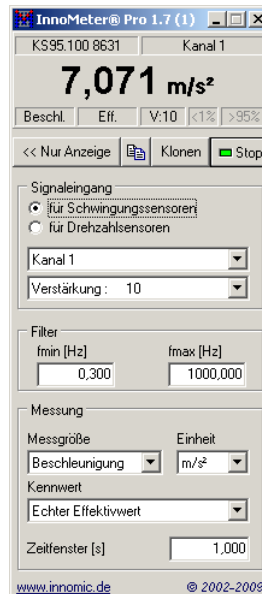 InnoMeter® Pro 1.7 (1)
KS95.100 8631 Kanal 1
7,071 m/s²
Beschl. Eff. V:10 <1% >95%
<< Nur Anzeige Klonen Stop
Signaleingang
für Schwingungssensoren
für Drehzahlsensoren
Kanal 1
Verstärkung : 10
Filter
fmin [Hz] fmax [Hz]
0,300 1000,000
Messung
Messgröße Einheit
Beschleunigung m/s²
Kennwert
Echter Effektivwert
Zeitfenster [s] 1,000
www.innomic.de © 2002-2009